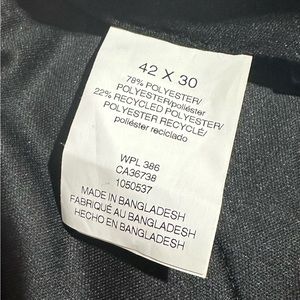 42 X 30
78% POLYESTER/
POLYESTER/poliéster
22% RECYCLED POLYESTER/
POLYESTER RECYCLÉ/
poliéster reciclado
WPL 386
CA36738
1050537
MADE IN BANGLADESH
FABRIQUÉ AU BANGLADESH
HECHO EN BANGLADESH